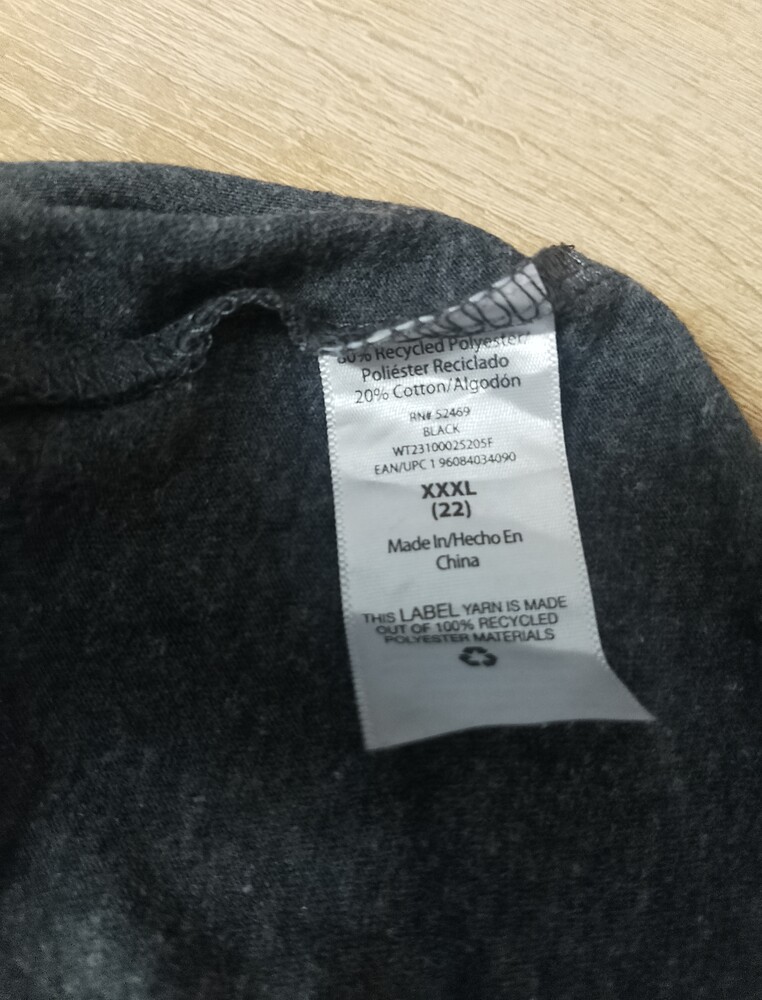 80% Recycled Polyester/
Poliéster Reciclado
20% Cotton/Algodón
RN# 52469
BLACK
WT23100025205F
EAN/UPC 1 96084034090
XXXL
(22)
Made In/Hecho En
China
THIS LABEL YARN IS MADE
OUT OF 100% RECYCLED
POLYESTER MATERIALS